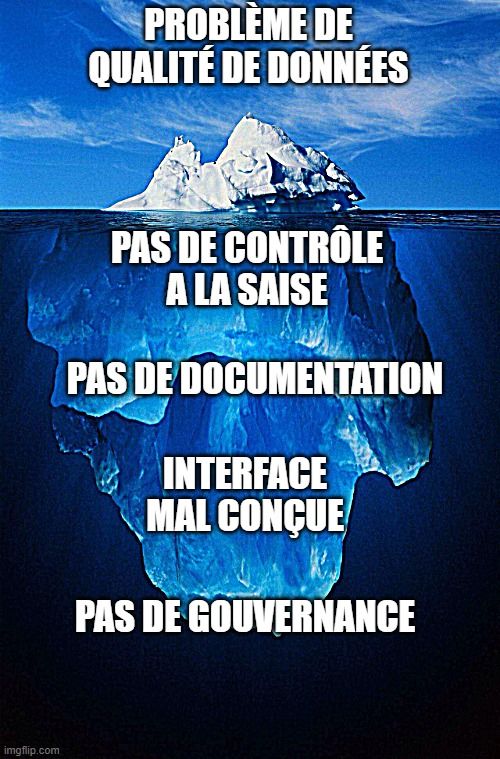 PROBLÈME DE
QUALITÉ DE DONNÉES
PAS DE CONTRÔLE
A LA SAISE
PAS DE DOCUMENTATION
INTERFACE
MAL CONÇUE
PAS DE GOUVERNANCE
imgflip.com